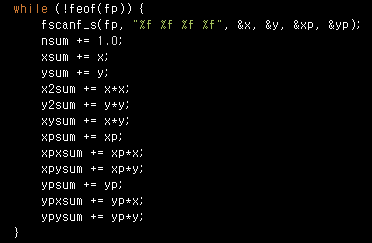 while (!feof(fp)) {
fscanf_s(fp, "%f %f %f %f", &x, &y, &xp, &yp);
nsum += 1.0;
xsum += x;
ysum += y;
x2sum += x*x;
y2sum += y*y;
xysum += x*y;
xpsum += xp;
xpxsum += xp*x;
xpysum += xp*y;
ypsum += yp;
ypxsum += yp*x;
ypysum += yp*y;
}